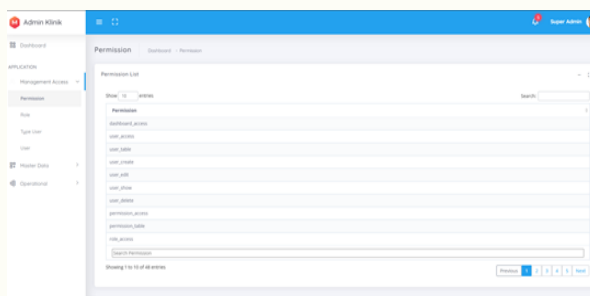 Admin Klinik
Super Admin
Dashboard
Permission
Dashboard
Permission
APPLICATION
Management Access
Permission
Role
Type User
User
Master Data
Operational
Permission List
Show 10 entries
Search:
Permission
dashboard_access
user_access
user_table
user_create
user_edit
user_show
user_delete
permission_access
permission_table
role_access
Search Permission
Showing 1 to 10 of 48 entries
Previous 1 2 3 4 5 Next